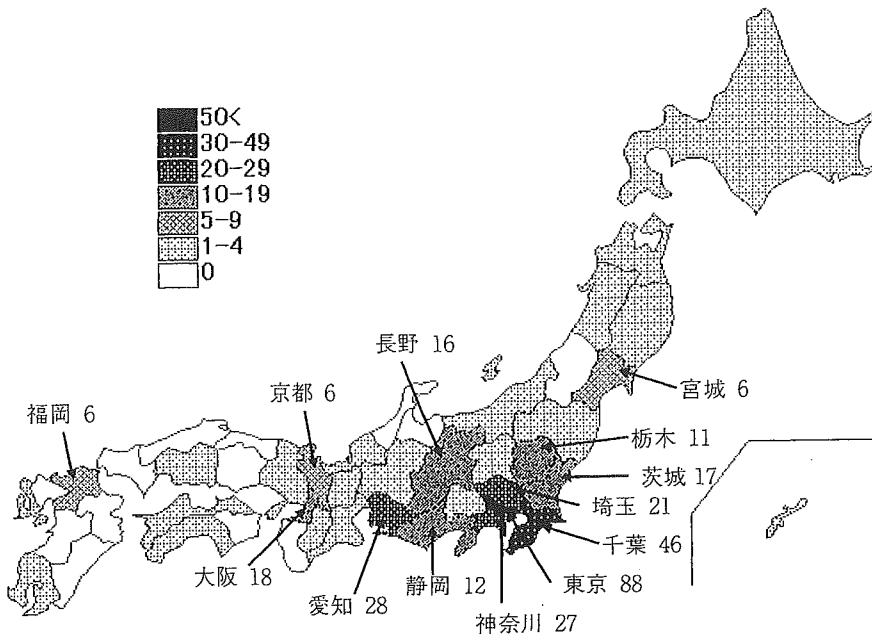 50<
30-49
20-29
10-19
5-9
1-4
0
長野 16
京都 6
福岡 6
宮城 6
栃木 11
茨城 17
埼玉 21
千葉 46
大阪 18
愛知 28
静岡 12
東京 88
神奈川 27